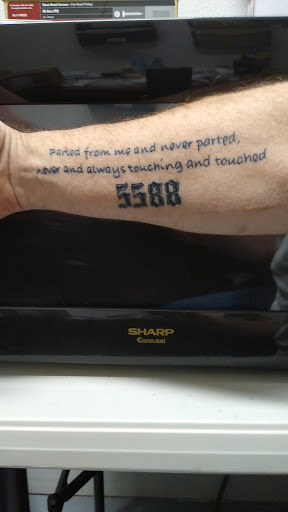 Parted from me and never parted,
never and always touching and touched
5588
SHARP
Carousel